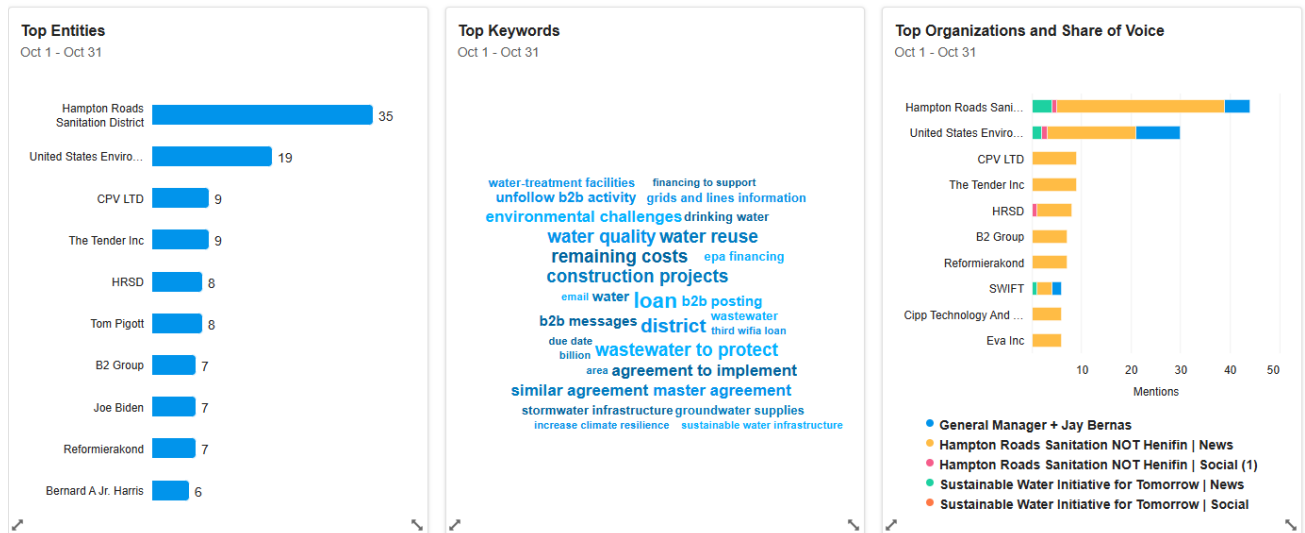 Top Entities
Oct 1 - Oct 31
Hampton Roads
Sanitation District
35
United States Enviro...
19
CPV LTD
9
The Tender Inc
9
HRSD
8
Tom Pigott
8
B2 Group
7
Joe Biden
7
Reformierakond
7
Bernard A Jr. Harris
6
Top Keywords
Oct 1 - Oct 31
water-treatment facilities financing to support
unfollow b2b activity grids and lines information
environmental challenges drinking water
water quality water reuse
remaining costs epa financing
construction projects
email water loan b2b posting
b2b messages district wastewater
third wifia loan
due date
billion wastewater to protect
area agreement to implement
similar agreement master agreement
stormwater infrastructure groundwater supplies
increase climate resilience sustainable water infrastructure
Top Organizations and Share of Voice
Oct 1 - Oct 31
Hampton Roads Sani...
United States Enviro...
CPV LTD
The Tender Inc
HRSD
B2 Group
Reformierakond
SWIFT
Cipp Technology And ...
Eva Inc
10 20 30 40 50
Mentions
General Manager + Jay Bernas
Hampton Roads Sanitation NOT Henifin | News
Hampton Roads Sanitation NOT Henifin | Social (1)
Sustainable Water Initiative for Tomorrow | News
Sustainable Water Initiative for Tomorrow | Social